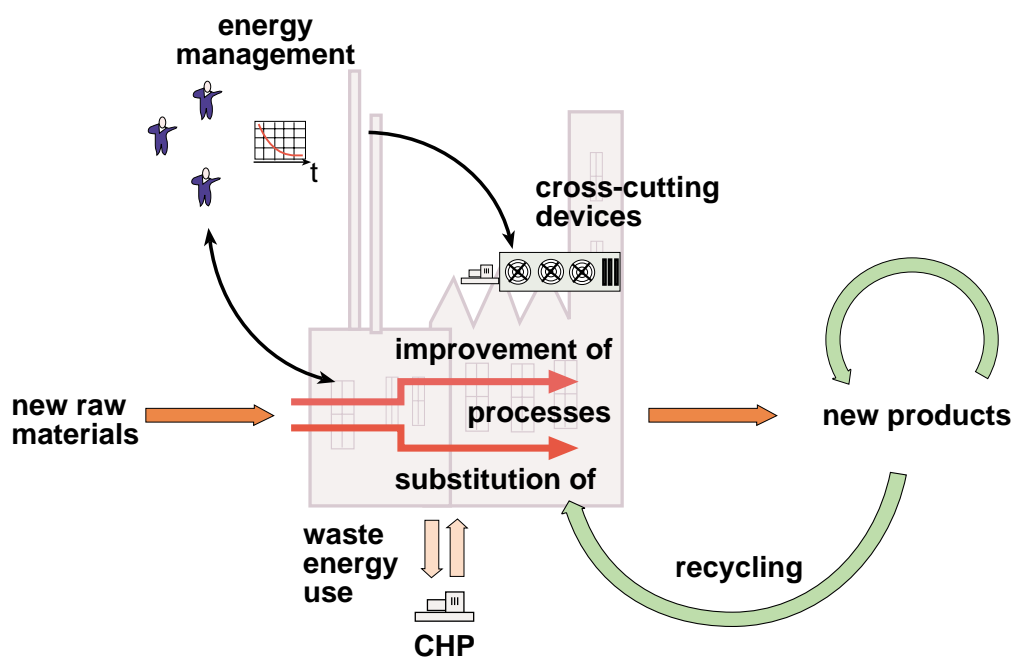 energy
management
t
cross-cutting
devices
improvement of
processes
substitution of
new raw
materials
new products
waste
energy
use
CHP
recycling